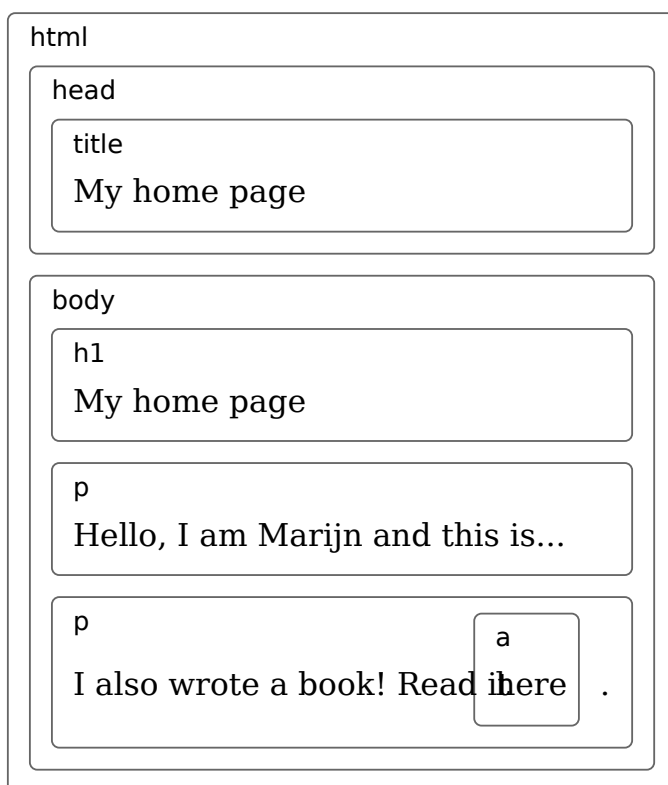 html
head
title
My home page
body
h1
My home page
p
Hello, I am Marijn and this is...
p
a
I also wrote a book! Read it here .